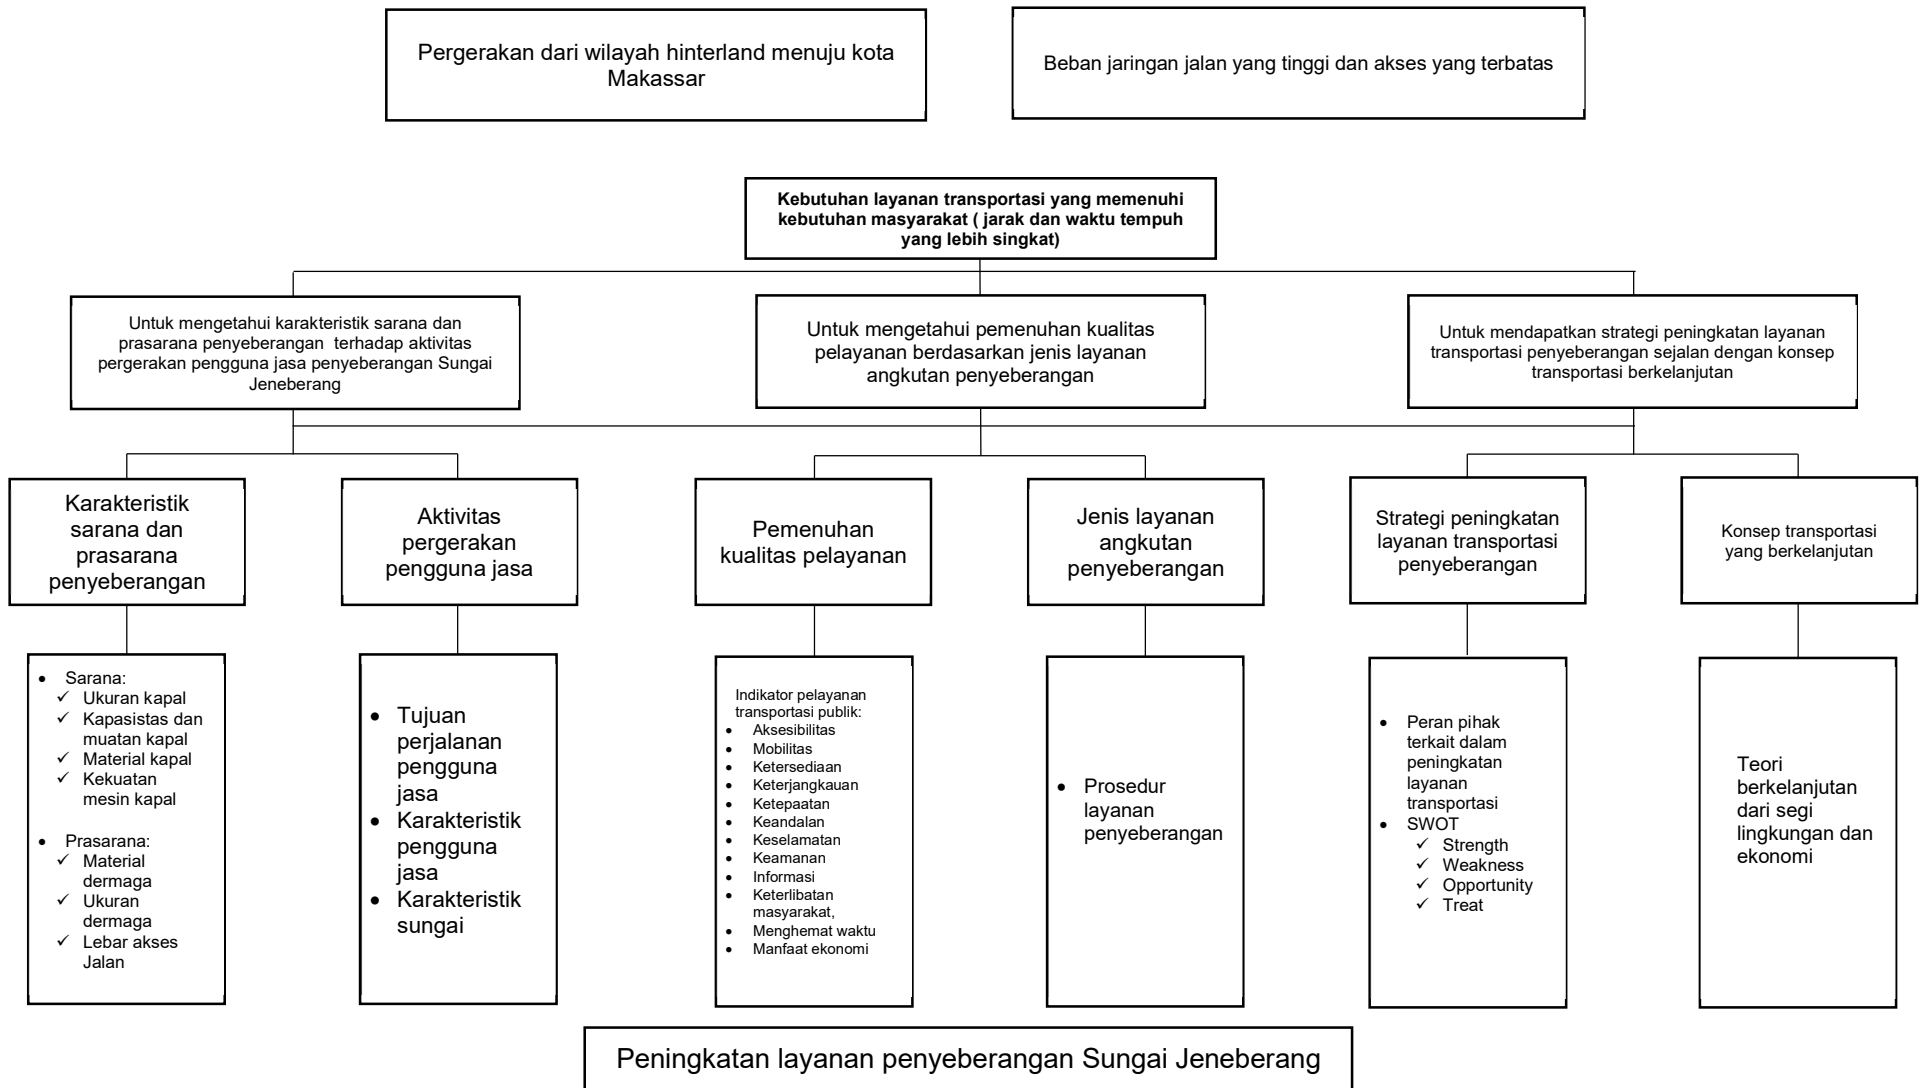 Pergerakan dari wilayah hinterland menuju kota
Makassar
Beban jaringan jalan yang tinggi dan akses yang terbatas
Kebutuhan layanan transportasi yang memenuhi
kebutuhan masyarakat ( jarak dan waktu tempuh
yang lebih singkat)
Untuk mengetahui karakteristik sarana dan
prasarana penyeberangan  terhadap aktivitas
pergerakan pengguna jasa penyeberangan Sungai
Jeneberang
Untuk mengetahui pemenuhan kualitas
pelayanan berdasarkan jenis layanan
angkutan penyeberangan
Untuk mendapatkan strategi peningkatan layanan
transportasi penyeberangan sejalan dengan konsep
transportasi berkelanjutan
Karakteristik
sarana dan
prasarana
penyeberangan
Aktivitas
pergerakan
pengguna jasa
Pemenuhan
kualitas pelayanan
Jenis layanan
angkutan
penyeberangan
Strategi peningkatan
layanan transportasi
penyeberangan
Konsep transportasi
yang berkelanjutan
• Sarana:
✓ Ukuran kapal
✓ Kapasistas dan
muatan kapal
✓ Material kapal
✓ Kekuatan
mesin kapal
• Prasarana:
✓ Material
dermaga
✓ Ukuran
dermaga
✓ Lebar akses
Jalan
• Tujuan
perjalanan
pengguna
jasa
• Karakteristik
pengguna
jasa
• Karakteristik
sungai
Indikator pelayanan
transportasi publik:
• Aksesibilitas
• Mobilitas
• Ketersediaan
• Keterjangkauan
• Ketepaatan
• Keandalan
• Keselamatan
• Keamanan
• Informasi
• Keterlibatan
masyarakat,
• Menghemat waktu
• Manfaat ekonomi
• Prosedur
layanan
penyeberangan
• Peran pihak
terkait dalam
peningkatan
layanan
transportasi
• SWOT
✓ Strength
✓ Weakness
✓ Opportunity
✓ Treat
Teori
berkelanjutan
dari segi
lingkungan dan
ekonomi
Peningkatan layanan penyeberangan Sungai Jeneberang